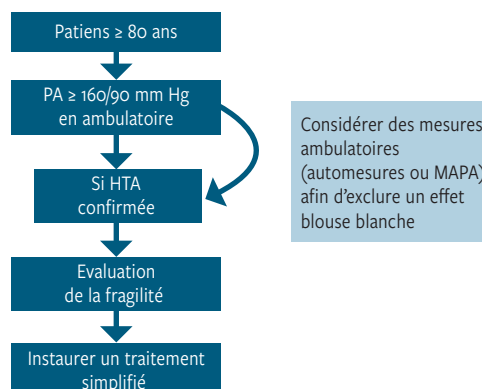 Patiens ≥ 80 ans
PA ≥ 160/90 mm Hg
en ambulatoire
Si HTA
confirmée
Evaluation
de la fragilité
Instaurer un traitement
simplifié
Considérer des mesures
ambulatoires
(automesures ou MAPA)
afin d'exclure un effet
blouse blanche